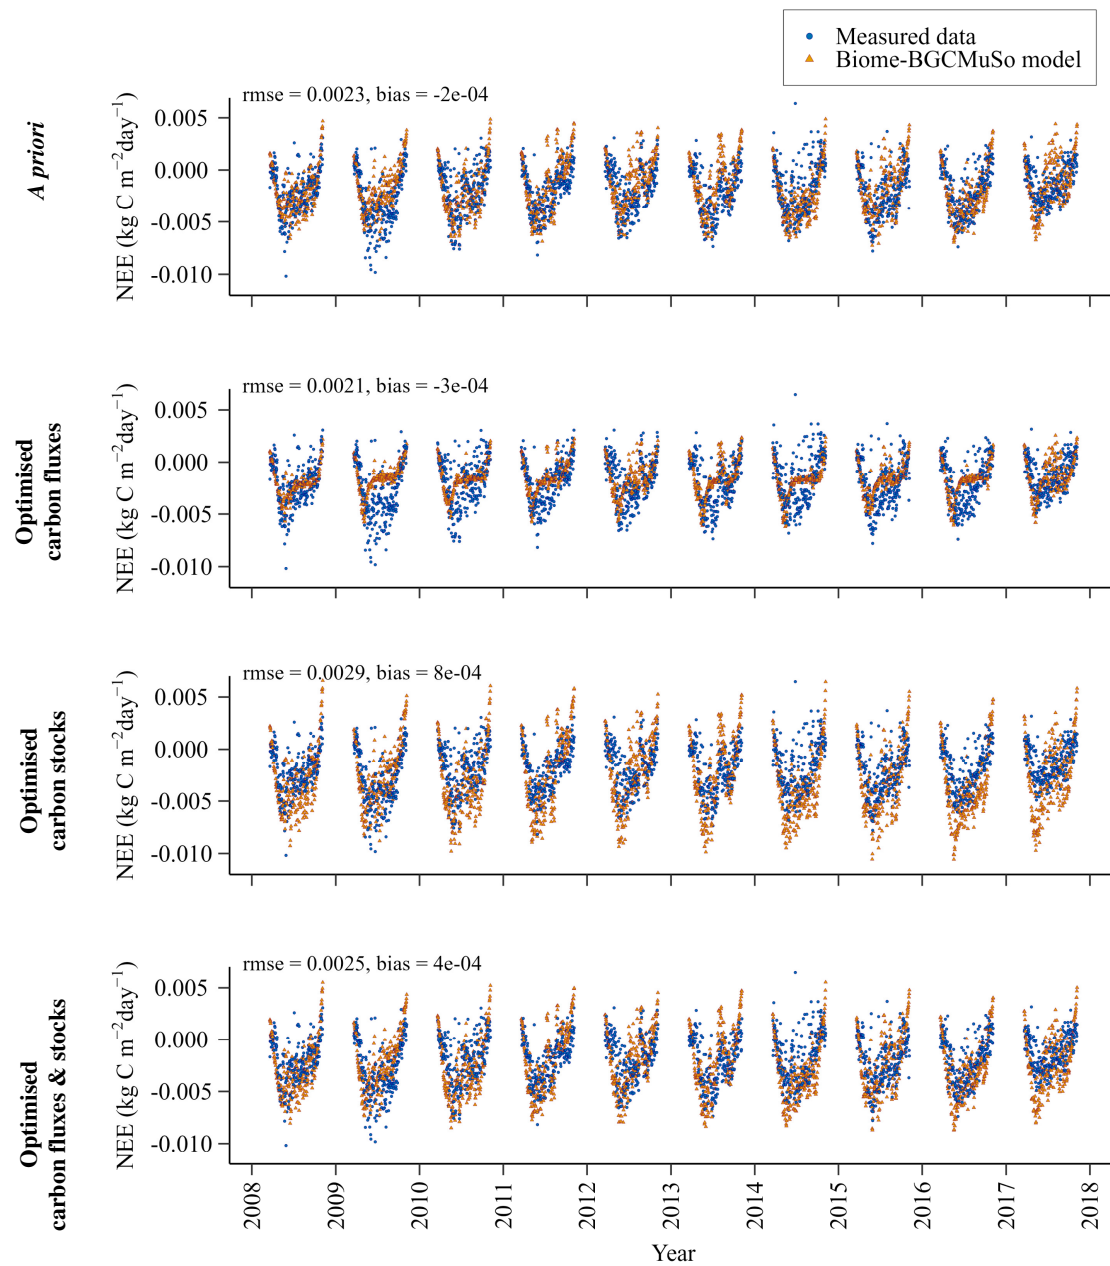 Measured data
Biome-BGCMuSo model
A priori
NEE (kg C m⁻²day⁻¹)
rmse = 0.0023, bias = -2e-04
0.005
0.000
-0.005
-0.010
Optimised
carbon fluxes
NEE (kg C m⁻²day⁻¹)
rmse = 0.0021, bias = -3e-04
0.005
0.000
-0.005
-0.010
Optimised
carbon stocks
NEE (kg C m⁻²day⁻¹)
rmse = 0.0029, bias = 8e-04
0.005
0.000
-0.005
-0.010
Optimised
carbon fluxes & stocks
NEE (kg C m⁻²day⁻¹)
rmse = 0.0025, bias = 4e-04
0.005
0.000
-0.005
-0.010
2008 2009 2010 2011 2012 2013 2014 2015 2016 2017 2018
Year